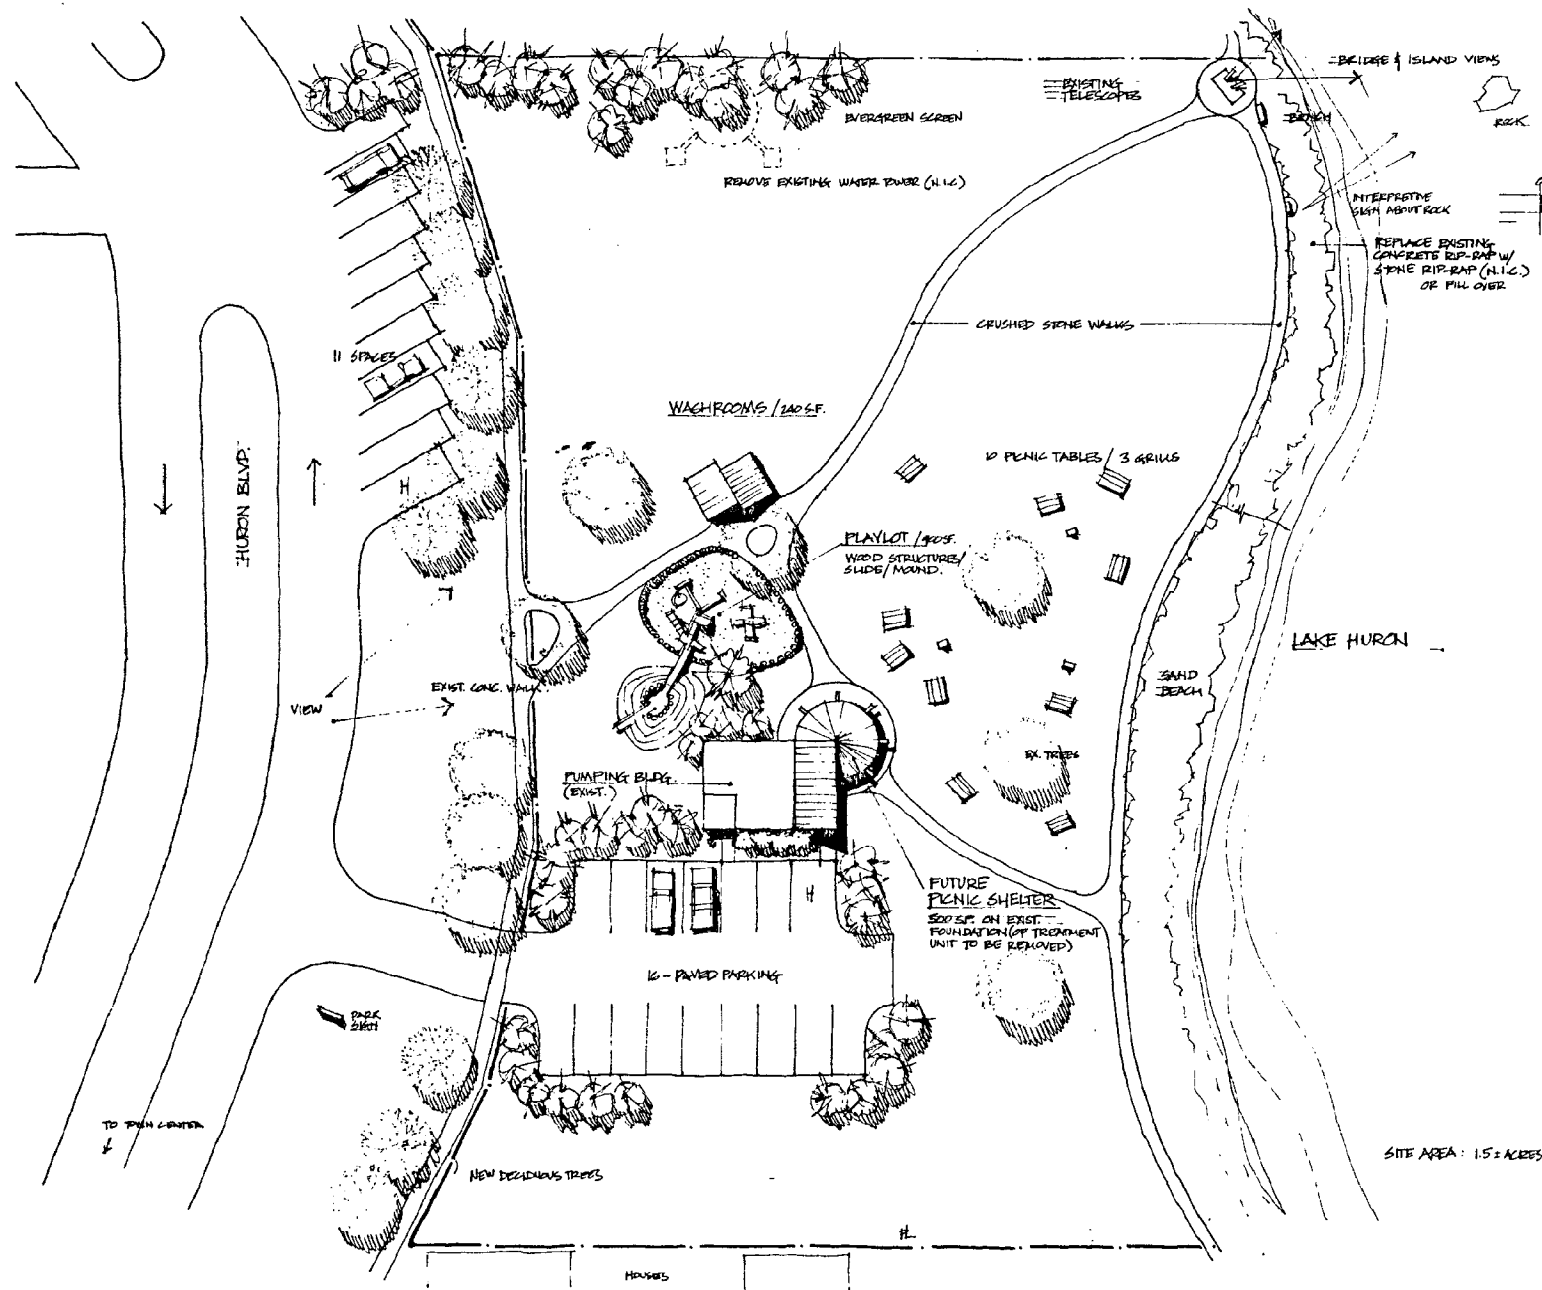 BRIDGE & ISLAND VIEWS
EXISTING
TELESCOPES
ROCK
BENCH
EVERGREEN SCREEN
REMOVE EXISTING WATER TOWER (N.I.C)
INTERPRETIVE
SIGN ABOUT ROCK
REPLACE EXISTING
CONCRETE RIP-RAP W/
STONE RIP-RAP (N.I.C.)
OR FILL OVER
CRUSHED STONE WALKS
11 SPACES
WASHROOMS / 240 S.F.
HURON BLVD.
H
10 PICNIC TABLES / 3 GRILLS
PLAYLOT /
WOOD STRUCTURES/
SLIDE/MOUND.
LAKE HURON
SAND
BEACH
EXIST. CONC. WALK
VIEW
EX. TREES
PUMPING BLDG.
(EXIST.)
H
FUTURE
PICNIC SHELTER
500 S.F. ON EXIST.
FOUNDATION (OF TREATMENT
UNIT TO BE REMOVED)
16 - PAVED PARKING
PARK
SIGN
TO TOWN CENTER
SITE AREA: 1.5± ACRES
NEW DECIDUOUS TREES
HOUSES